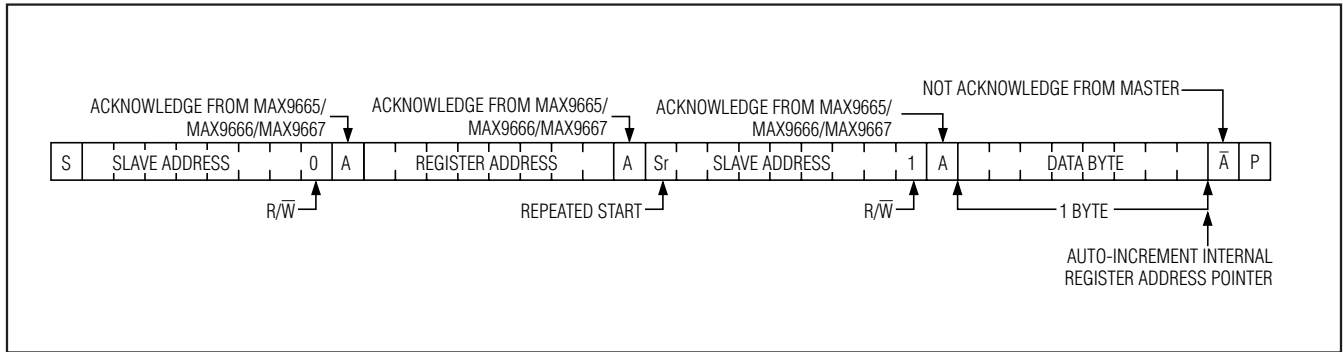 NOT ACKNOWLEDGE FROM MASTER
ACKNOWLEDGE FROM MAX9665/
MAX9666/MAX9667
ACKNOWLEDGE FROM MAX9665/
MAX9666/MAX9667
ACKNOWLEDGE FROM MAX9665/
MAX9666/MAX9667
S SLAVE ADDRESS 0 A REGISTER ADDRESS A Sr SLAVE ADDRESS 1 A DATA BYTE A̅ P
R/W̅ REPEATED START R/W̅ 1 BYTE
AUTO-INCREMENT INTERNAL
REGISTER ADDRESS POINTER